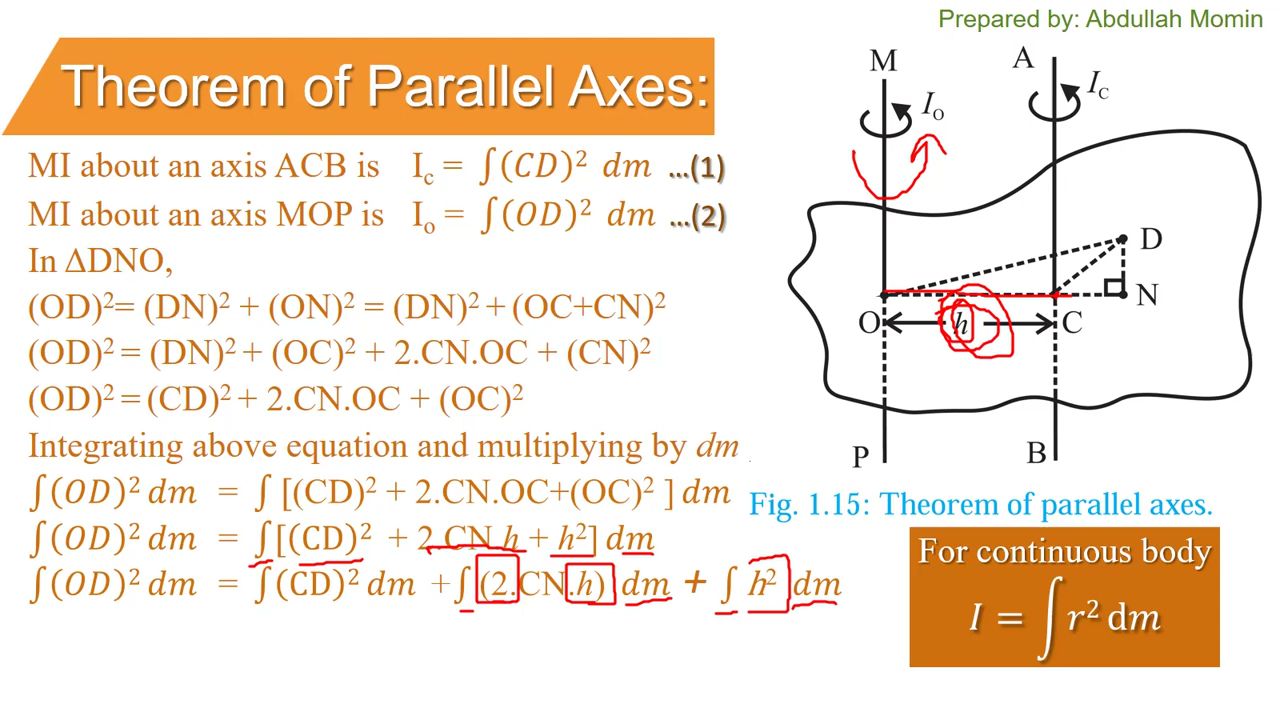 Prepared by: Abdullah Momin
Theorem of Parallel Axes:
MI about an axis ACB is I_c = ∫(CD)² dm ...(1)
MI about an axis MOP is I_o = ∫(OD)² dm ...(2)
In ΔDNO,
(OD)²= (DN)² + (ON)² = (DN)² + (OC+CN)²
(OD)² = (DN)² + (OC)² + 2.CN.OC + (CN)²
(OD)² = (CD)² + 2.CN.OC + (OC)²
Integrating above equation and multiplying by dm
∫(OD)² dm = ∫ [(CD)² + 2.CN.OC+(OC)² ] dm
∫(OD)² dm = ∫[(CD)² + 2.CN.h + h²] dm
∫(OD)² dm = ∫(CD)² dm +∫ (2.CN.h) dm + ∫ h² dm
M
A
I_O
I_C
D
N
O
h
C
P
B
Fig. 1.15: Theorem of parallel axes.
For continuous body
I = ∫ r² dm